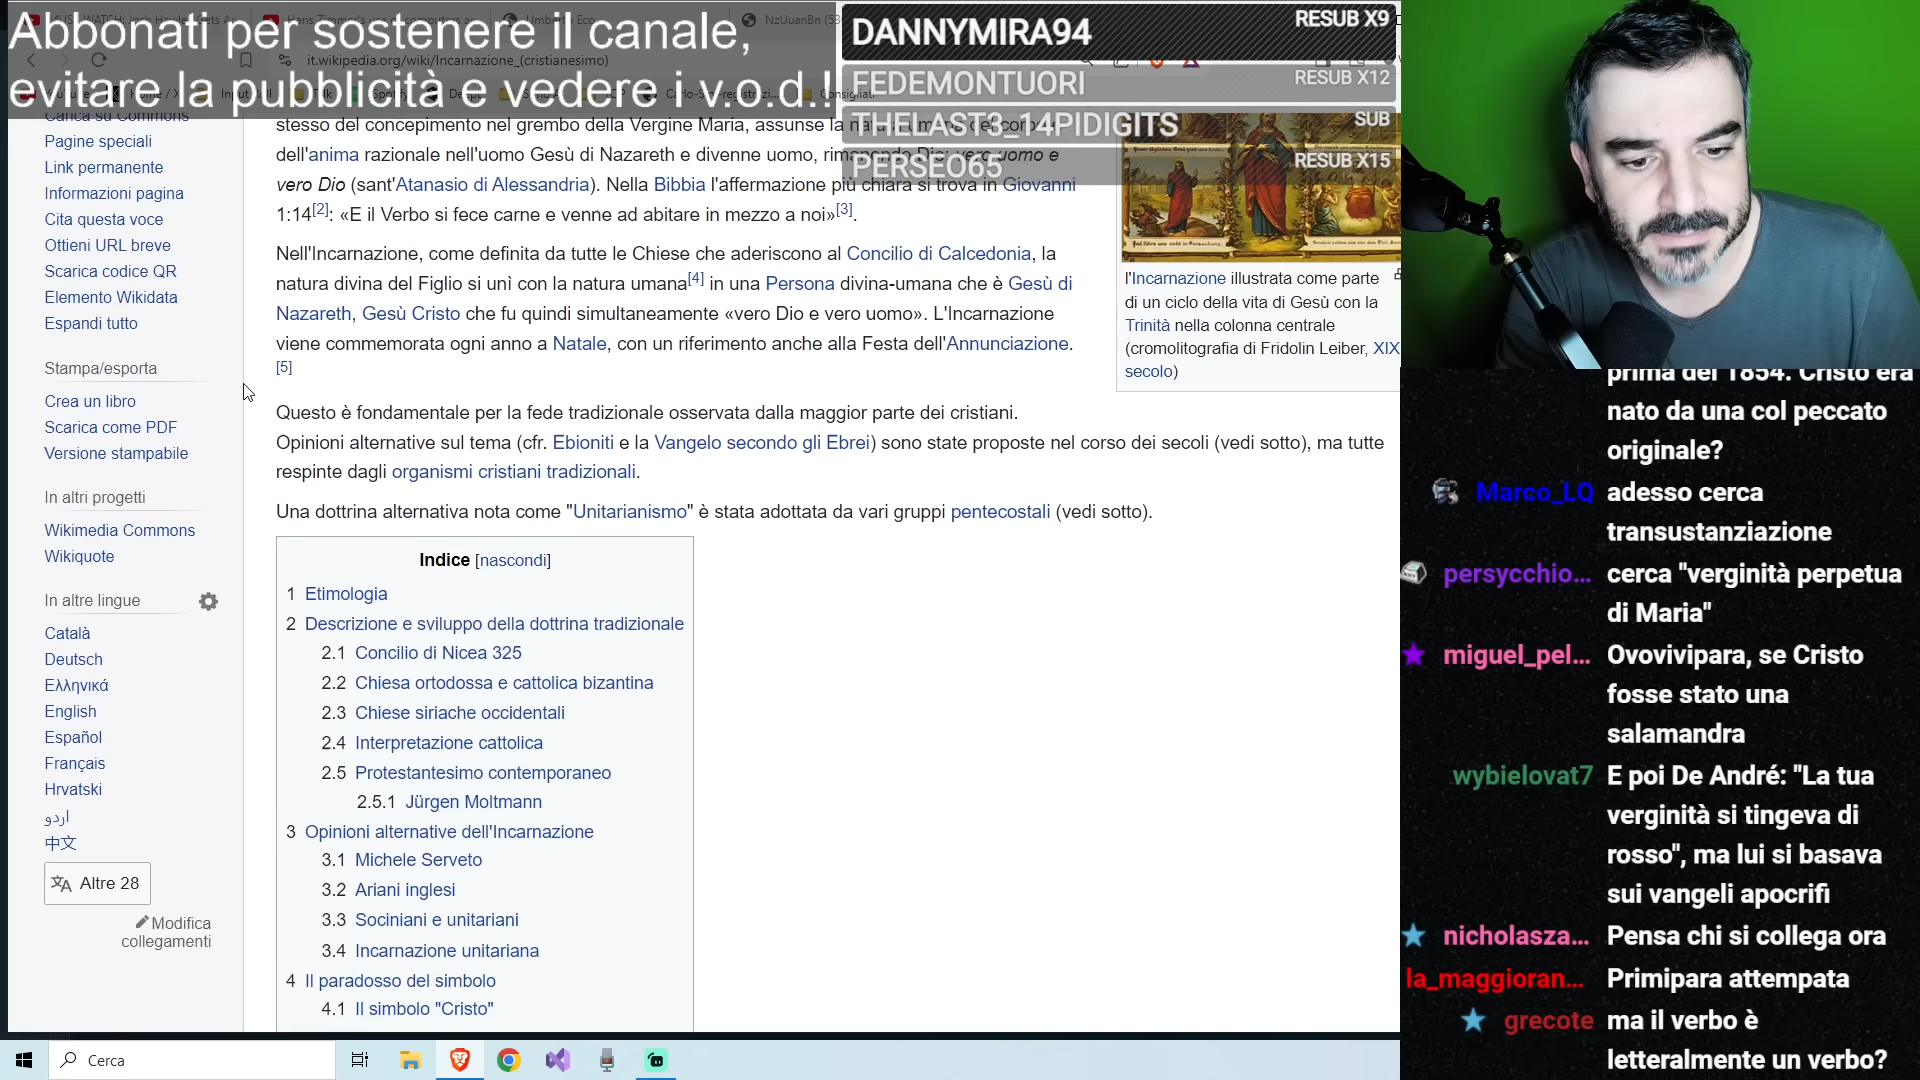 Abbonati per sostenere il canale,
evitare la pubblicità e vedere i v.o.d.!!
it.wikipedia.org/wiki/Incarnazione_(cristianesimo)
DANNYMIRA94 RESUB X9
FEDEMONTUORI RESUB X12
THELAST3_14PIDIGITS SUB
PERSEO65 RESUB X15
Carica su Commons
Pagine speciali
Link permanente
Informazioni pagina
Cita questa voce
Ottieni URL breve
Scarica codice QR
Elemento Wikidata
Espandi tutto
Stampa/esporta
Crea un libro
Scarica come PDF
Versione stampabile
In altri progetti
Wikimedia Commons
Wikiquote
In altre lingue
Català
Deutsch
Ελληνικά
English
Español
Français
Hrvatski
اردو
中文
Altre 28
Modifica
collegamenti
stesso del concepimento nel grembo della Vergine Maria, assunse la
dell'anima razionale nell'uomo Gesù di Nazareth e divenne uomo, rimanendo Dio: vero uomo e
vero Dio (sant'Atanasio di Alessandria). Nella Bibbia l'affermazione più chiara si trova in Giovanni
1:14[2]: «E il Verbo si fece carne e venne ad abitare in mezzo a noi»[3].
Nell'Incarnazione, come definita da tutte le Chiese che aderiscono al Concilio di Calcedonia, la
natura divina del Figlio si unì con la natura umana[4] in una Persona divina-umana che è Gesù di
Nazareth, Gesù Cristo che fu quindi simultaneamente «vero Dio e vero uomo». L'Incarnazione
viene commemorata ogni anno a Natale, con un riferimento anche alla Festa dell'Annunciazione.
[5]
l'Incarnazione illustrata come parte
di un ciclo della vita di Gesù con la
Trinità nella colonna centrale
(cromolitografia di Fridolin Leiber, XIX
secolo)
Questo è fondamentale per la fede tradizionale osservata dalla maggior parte dei cristiani.
Opinioni alternative sul tema (cfr. Ebioniti e la Vangelo secondo gli Ebrei) sono state proposte nel corso dei secoli (vedi sotto), ma tutte
respinte dagli organismi cristiani tradizionali.
Una dottrina alternativa nota come "Unitarianismo" è stata adottata da vari gruppi pentecostali (vedi sotto).
Indice [nascondi]
1 Etimologia
2 Descrizione e sviluppo della dottrina tradizionale
2.1 Concilio di Nicea 325
2.2 Chiesa ortodossa e cattolica bizantina
2.3 Chiese siriache occidentali
2.4 Interpretazione cattolica
2.5 Protestantesimo contemporaneo
2.5.1 Jürgen Moltmann
3 Opinioni alternative dell'Incarnazione
3.1 Michele Serveto
3.2 Ariani inglesi
3.3 Sociniani e unitariani
3.4 Incarnazione unitariana
4 Il paradosso del simbolo
4.1 Il simbolo "Cristo"
Cerca
prima del 1854. Cristo era
nato da una col peccato
originale?
Marco_LQ adesso cerca
transustanziazione
persycchio... cerca "verginità perpetua
di Maria"
miguel_pel... Ovovivipara, se Cristo
fosse stato una
salamandra
wybielovat7 E poi De André: "La tua
verginità si tingeva di
rosso", ma lui si basava
sui vangeli apocrifi
nicholasza... Pensa chi si collega ora
la_maggioran... Primipara attempata
grecote ma il verbo è
letteralmente un verbo?